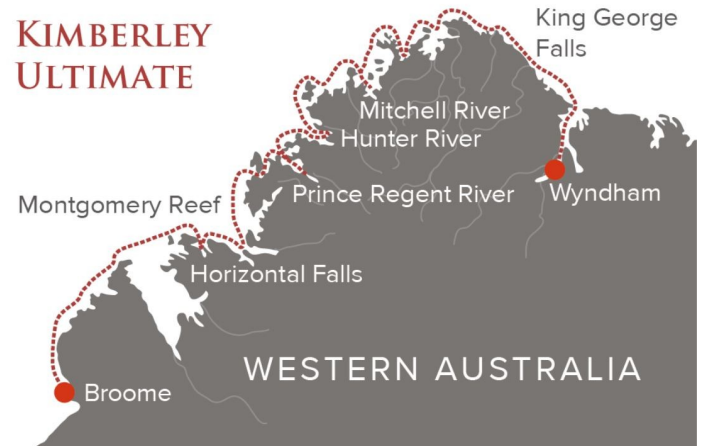 KIMBERLEY
ULTIMATE
King George
Falls
Mitchell River
Hunter River
Prince Regent River
Wyndham
Montgomery Reef
Horizontal Falls
WESTERN AUSTRALIA
Broome